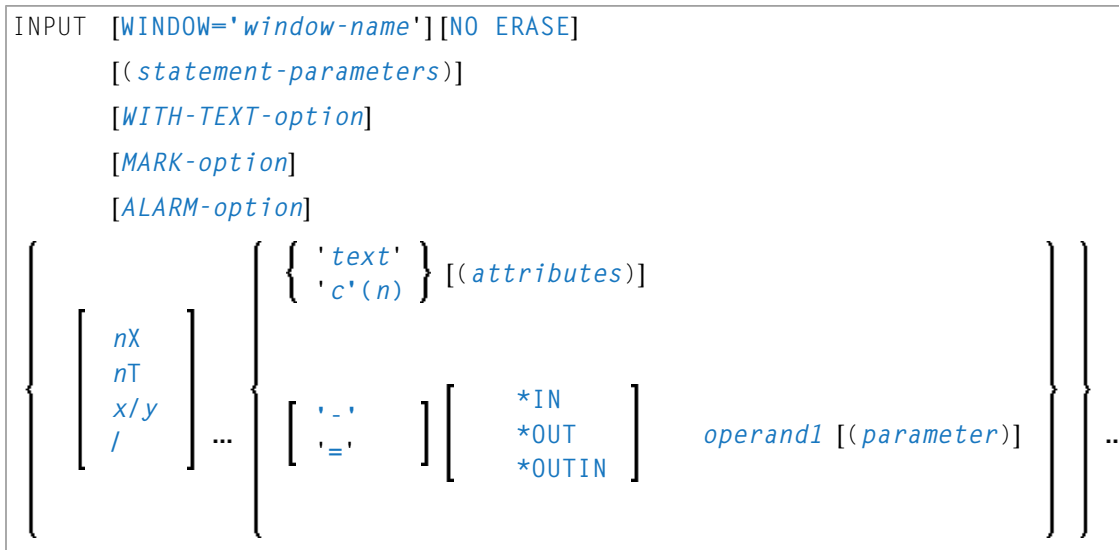 INPUT [WINDOW='window-name'] [NO ERASE]
[(statement-parameters)]
[WITH-TEXT-option]
[MARK-option]
[ALARM-option]
'text'
'c'(n)
[(attributes)]
nX
nT
x/y
/
...
'-'
'='
*IN
*OUT
*OUTIN
operand1 [(parameter)]
..